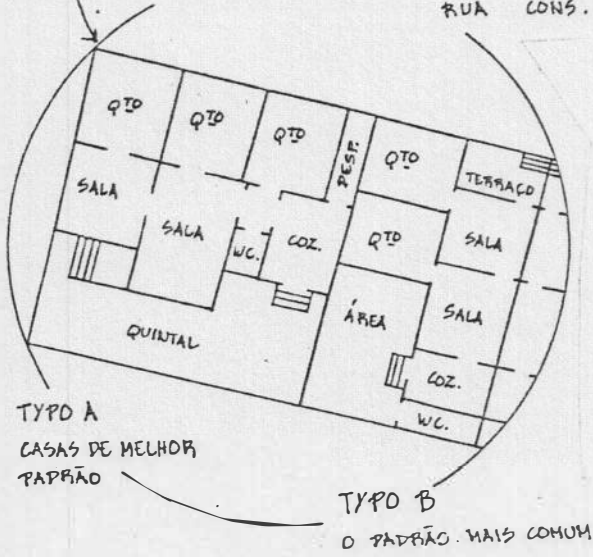 RUA CONS.
QTO
QTO
QTO
DESP.
QTO
TERRAÇO
SALA
SALA
WC.
COZ.
QTO
SALA
QUINTAL
ÁREA
SALA
COZ.
WC.
TYPO A
CASAS DE MELHOR
PADRÃO
TYPO B
O PADRÃO. MAIS COMUM